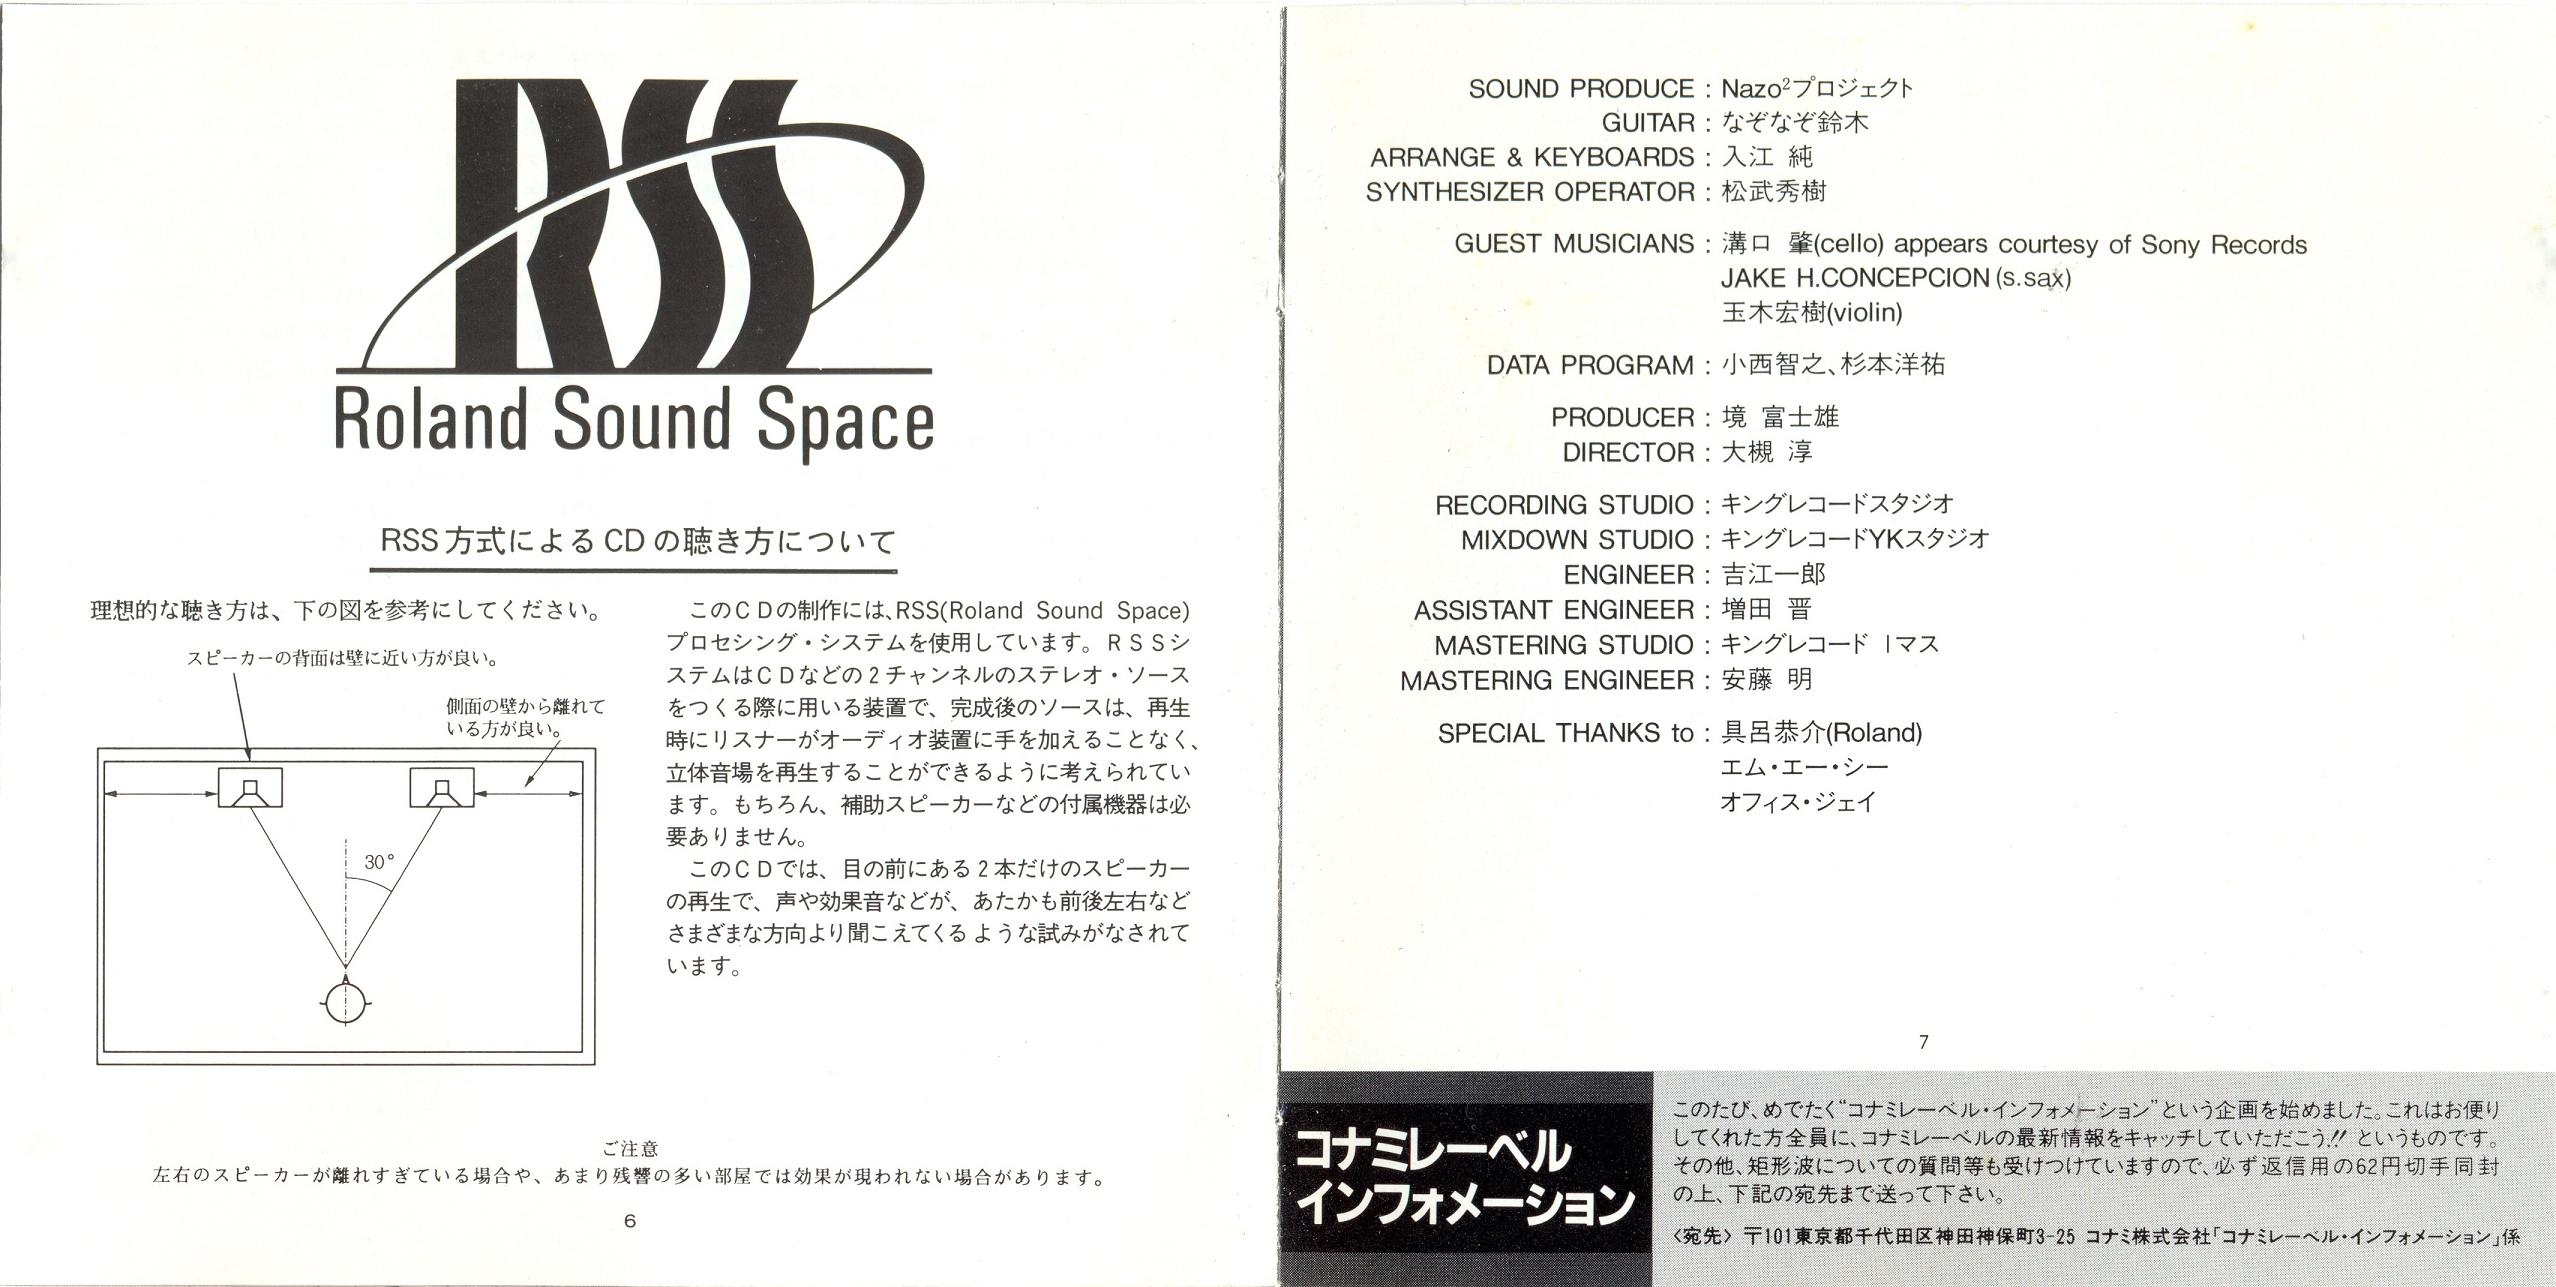 RSS
Roland Sound Space
RSS方式によるCDの聴き方について
理想的な聴き方は、下の図を参考にしてください。
スピーカーの背面は壁に近い方が良い。
側面の壁から離れて
いる方が良い。
30°
このCDの制作には、RSS(Roland Sound Space)
プロセシング・システムを使用しています。RSSシ
ステムはCDなどの2チャンネルのステレオ・ソース
をつくる際に用いる装置で、完成後のソースは、再生
時にリスナーがオーディオ装置に手を加えることなく、
立体音場を再生することができるように考えられてい
ます。もちろん、補助スピーカーなどの付属機器は必
要ありません。
このCDでは、目の前にある2本だけのスピーカー
の再生で、声や効果音などが、あたかも前後左右など
さまざまな方向より聞こえてくるような試みがなされて
います。
ご注意
左右のスピーカーが離れすぎている場合や、あまり残響の多い部屋では効果が現われない場合があります。
6
SOUND PRODUCE : Nazo²プロジェクト
GUITAR : なぞなぞ鈴木
ARRANGE & KEYBOARDS : 入江 純
SYNTHESIZER OPERATOR : 松武秀樹
GUEST MUSICIANS : 溝口 肇(cello) appears courtesy of Sony Records
JAKE H.CONCEPCION (s.sax)
玉木宏樹(violin)
DATA PROGRAM : 小西智之、杉本洋祐
PRODUCER : 境 富士雄
DIRECTOR : 大槻 淳
RECORDING STUDIO : キングレコードスタジオ
MIXDOWN STUDIO : キングレコードYKスタジオ
ENGINEER : 吉江一郎
ASSISTANT ENGINEER : 増田 晋
MASTERING STUDIO : キングレコード 1マス
MASTERING ENGINEER : 安藤 明
SPECIAL THANKS to : 具呂恭介(Roland)
エム・エー・シー
オフィス・ジェイ
7
コナミレーベル
インフォメーション
このたび、めでたく“コナミレーベル・インフォメーション”という企画を始めました。これはお便り
してくれた方全員に、コナミレーベルの最新情報をキャッチしていただこう!! というものです。
その他、矩形波についての質問等も受けつけていますので、必ず返信用の62円切手同封
の上、下記の宛先まで送って下さい。
〈宛先〉 〒101東京都千代田区神田神保町3-25 コナミ株式会社「コナミレーベル・インフォメーション」係